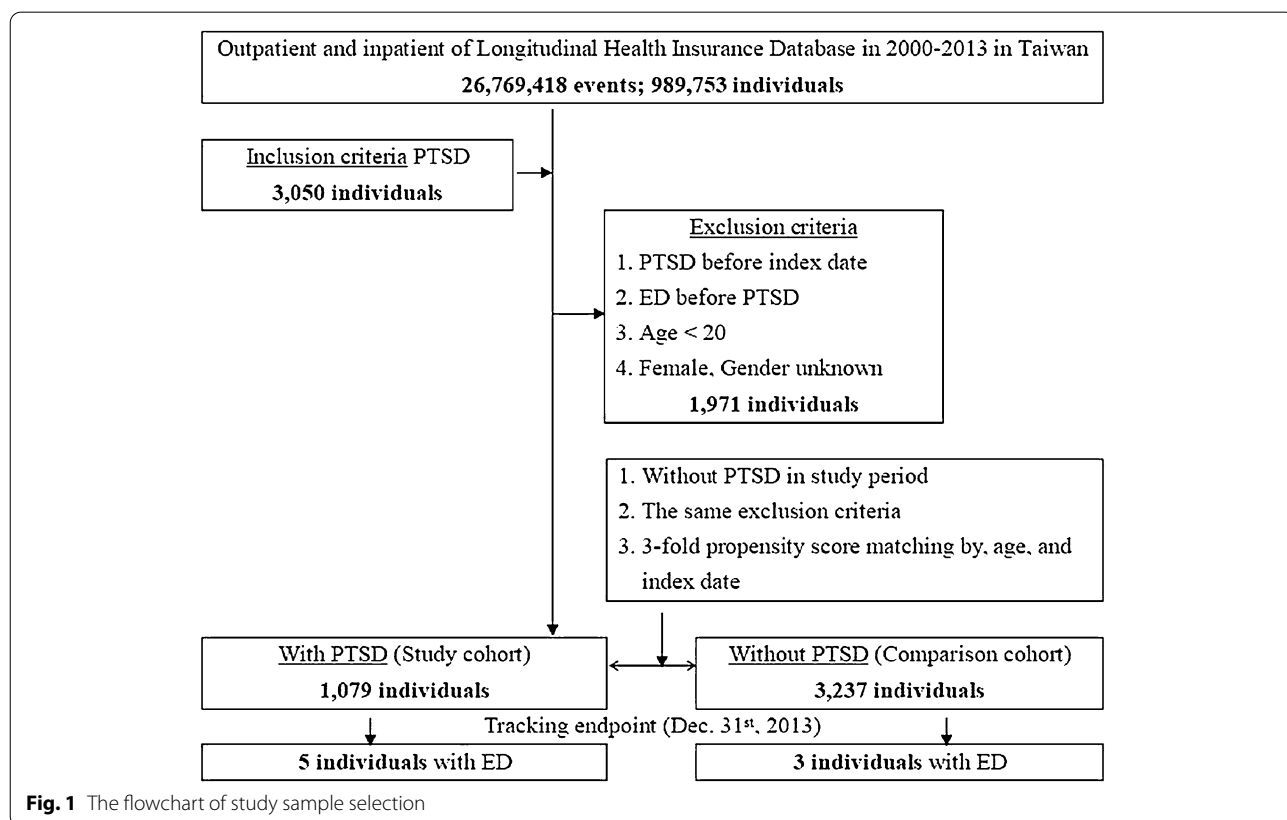 Outpatient and inpatient of Longitudinal Health Insurance Database in 2000-2013 in Taiwan
26,769,418 events; 989,753 individuals
Inclusion criteria PTSD
3,050 individuals
Exclusion criteria
1. PTSD before index date
2. ED before PTSD
3. Age < 20
4. Female, Gender unknown
1,971 individuals
1. Without PTSD in study period
2. The same exclusion criteria
3. 3-fold propensity score matching by, age, and
index date
With PTSD (Study cohort)
1,079 individuals
Without PTSD (Comparison cohort)
3,237 individuals
Tracking endpoint (Dec. 31st, 2013)
5 individuals with ED
3 individuals with ED
Fig. 1 The flowchart of study sample selection